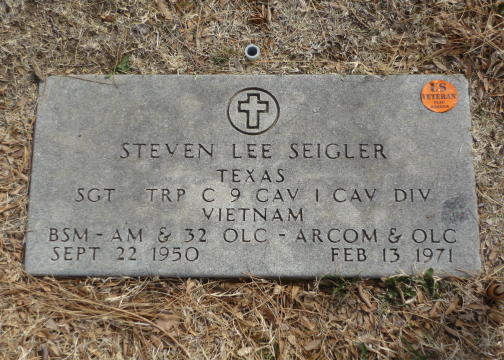 US
VETERAN
STEVEN LEE SEIGLER
TEXAS
SGT TRP C 9 CAV 1 CAV DIV
VIETNAM
BSM - AM & 32 OLC - ARCOM & OLC
SEPT 22 1950 FEB 13 1971